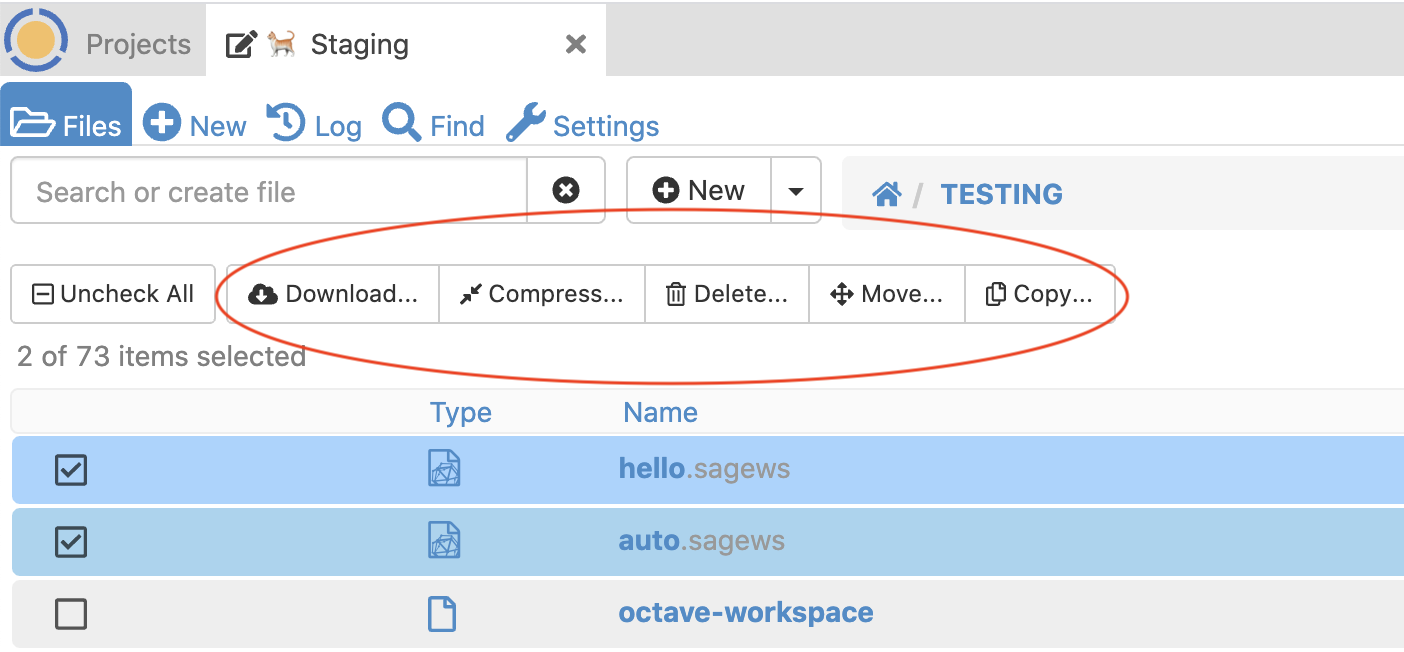 Projects Staging
Files New Log Find Settings
Search or create file New / TESTING
Uncheck All Download... Compress... Delete... Move... Copy...
2 of 73 items selected
Type Name
hello.sagews
auto.sagews
octave-workspace